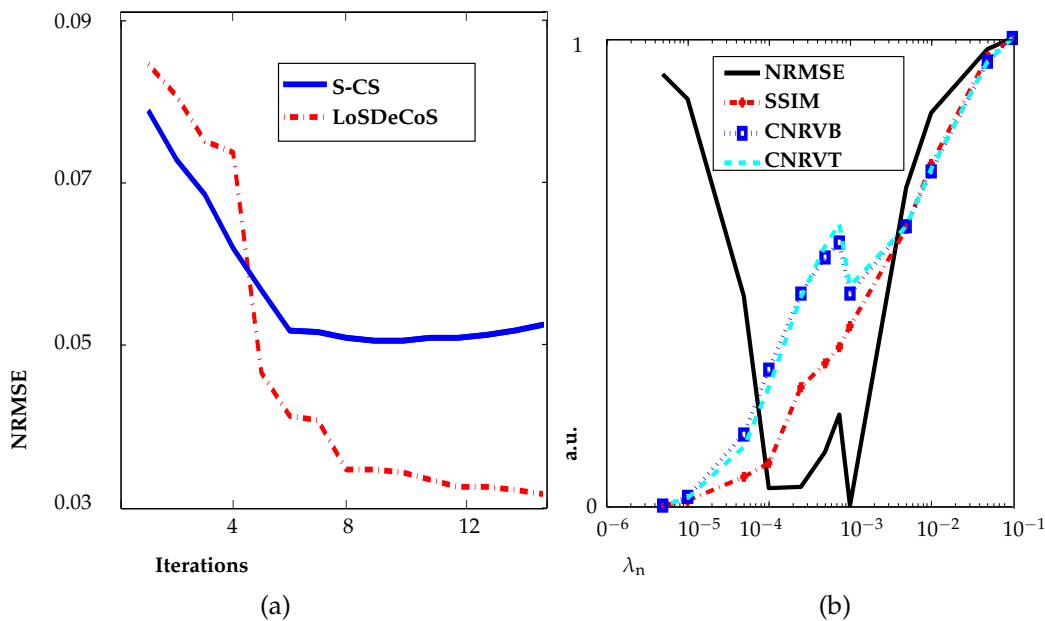 0.09
0.07
0.05
0.03
NRMSE
S-CS
LoSDeCoS
4
8
12
Iterations
(a)
1
0
a.u.
NRMSE
SSIM
CNRVB
CNRVT
0⁻⁶
10⁻⁵
10⁻⁴
10⁻³
10⁻²
10⁻¹
λn
(b)